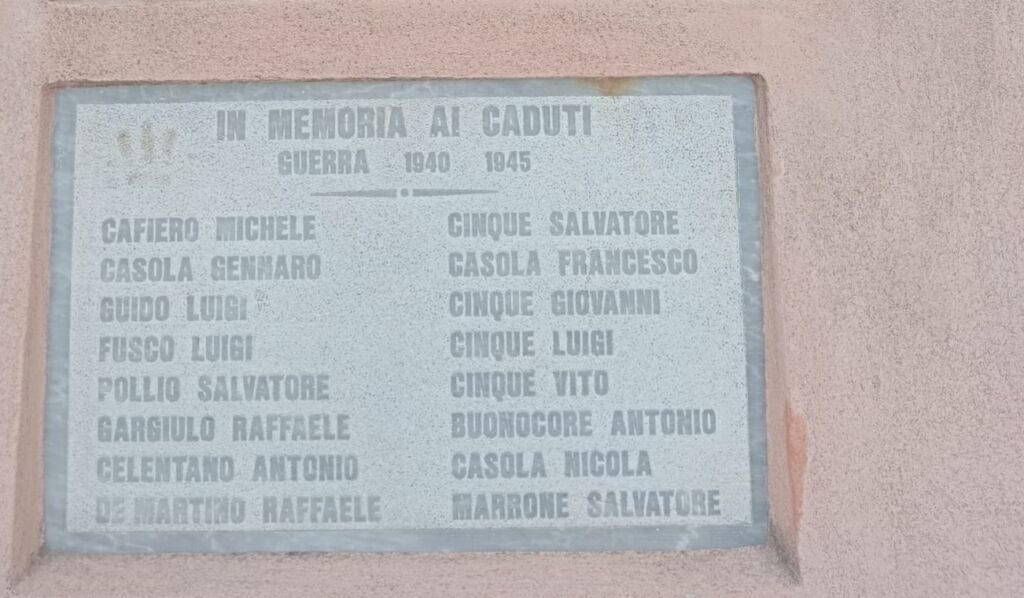 IN MEMORIA AI CADUTI
GUERRA 1940 1945
CAFIERO MICHELE
CASOLA GENNARO
GUIDO LUIGI
FUSCO LUIGI
POLLIO SALVATORE
GARGIULO RAFFAELE
CELENTANO ANTONIO
DE MARTINO RAFFAELE
CINQUE SALVATORE
CASOLA FRANCESCO
CINQUE GIOVANNI
CINQUE LUIGI
CINQUE VITO
BUONOCORE ANTONIO
CASOLA NICOLA
MARRONE SALVATORE